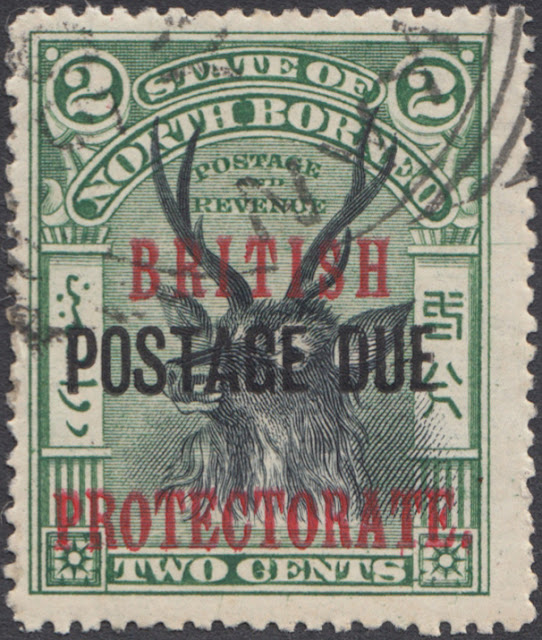 2 2
STATE OF
NORTH BORNEO
POSTAGE
AND
REVENUE
BRITISH
POSTAGE DUE
PROTECTORATE.
TWO CENTS